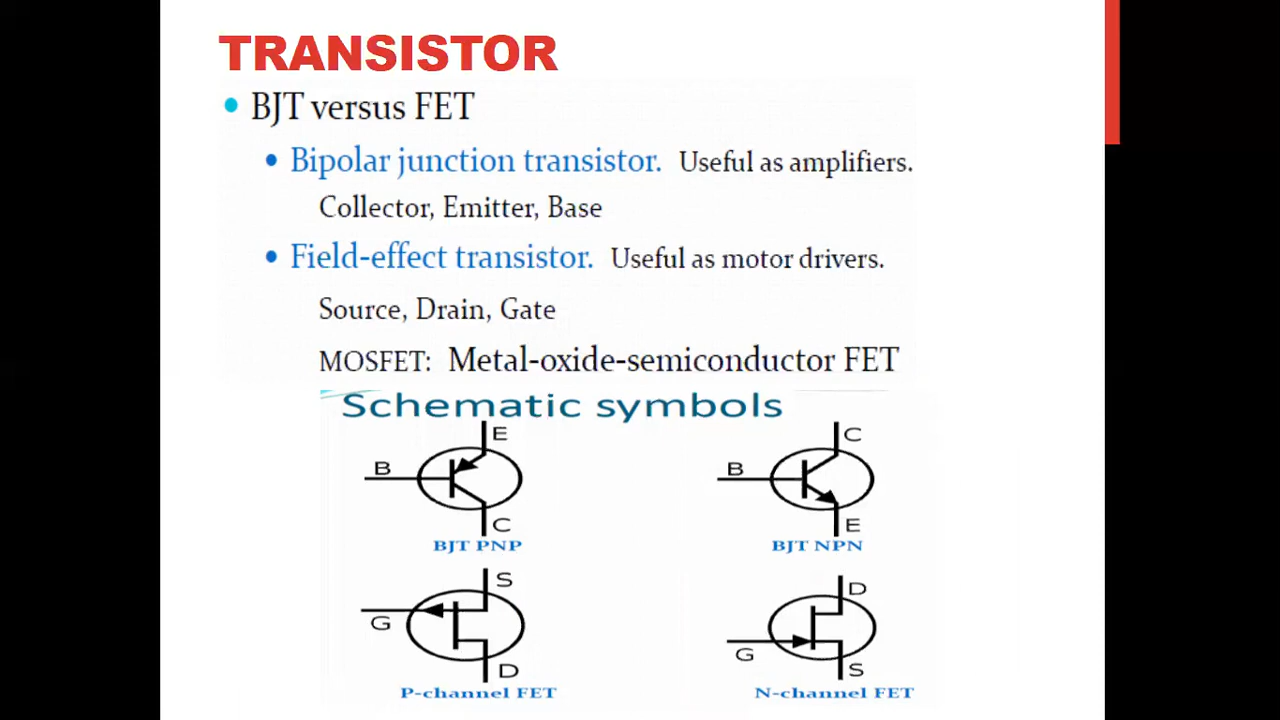 TRANSISTOR
BJT versus FET
Bipolar junction transistor. Useful as amplifiers.
Collector, Emitter, Base
Field-effect transistor. Useful as motor drivers.
Source, Drain, Gate
MOSFET: Metal-oxide-semiconductor FET
Schematic symbols
E
B
C
BJT PNP
C
B
E
BJT NPN
S
G
D
P-channel FET
D
G
S
N-channel FET